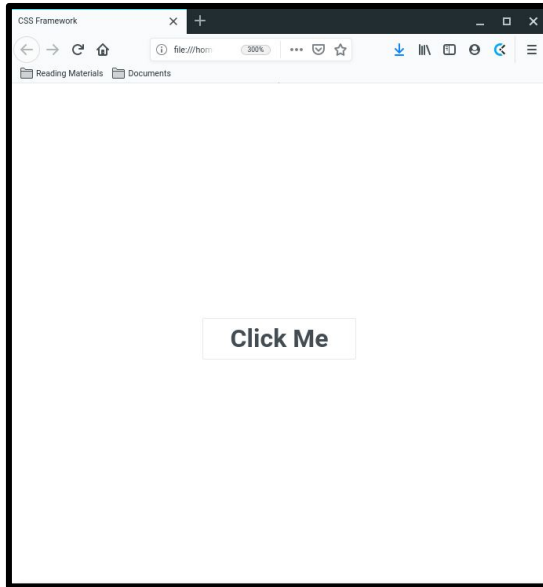 CSS Framework
file:///hom
300%
Reading Materials
Documents
Click Me